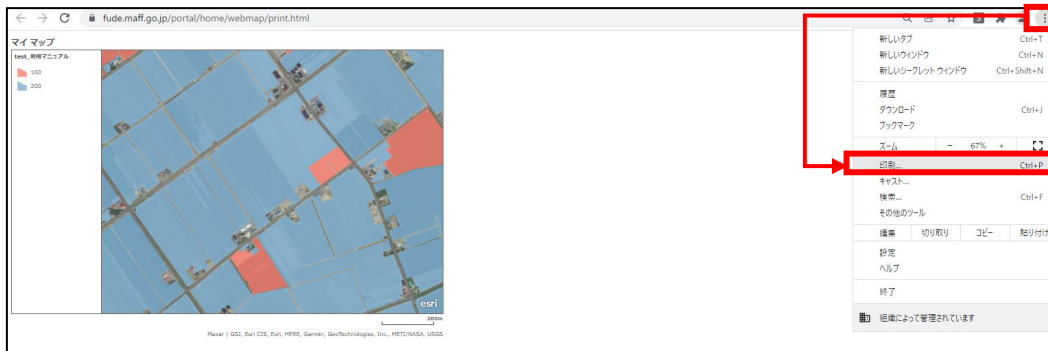 fude.maff.go.jp/portal/home/webmap/print.html
マイ マップ
test_利用マニュアル
100
200
esri
200m
Maxar | GSI, Esri CIS, Esri, HERE, Garmin, GeoTechnologies, Inc., METI/NASA, USGS
新しいタブ Ctrl+T
新しいウィンドウ Ctrl+N
新しいシークレット ウィンドウ Ctrl+Shift+N
履歴
ダウンロード Ctrl+J
ブックマーク
ズーム － 67% ＋
印刷... Ctrl+P
キャスト...
検索... Ctrl+F
その他のツール
編集 切り取り コピー 貼り付け
設定
ヘルプ
終了
組織によって管理されています